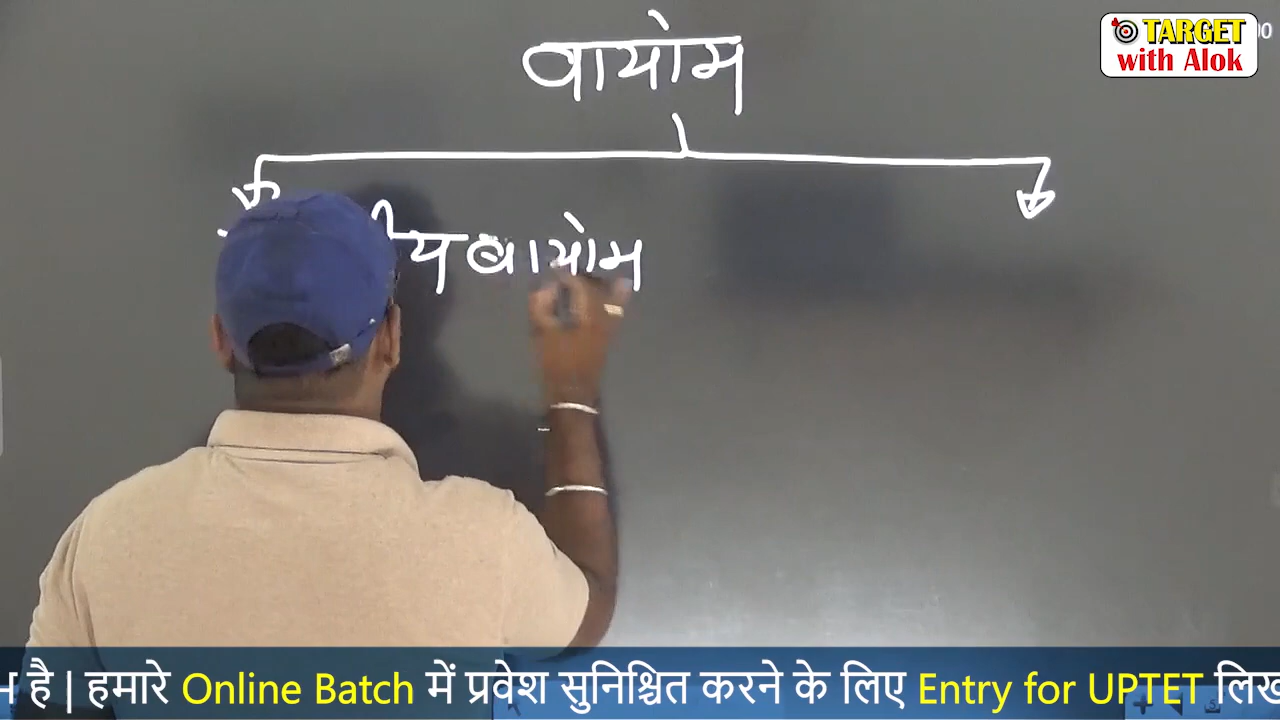 वायोम
TARGET
with Alok
बायोम
है | हमारे Online Batch में प्रवेश सुनिश्चित करने के लिए Entry for UPTET लिख